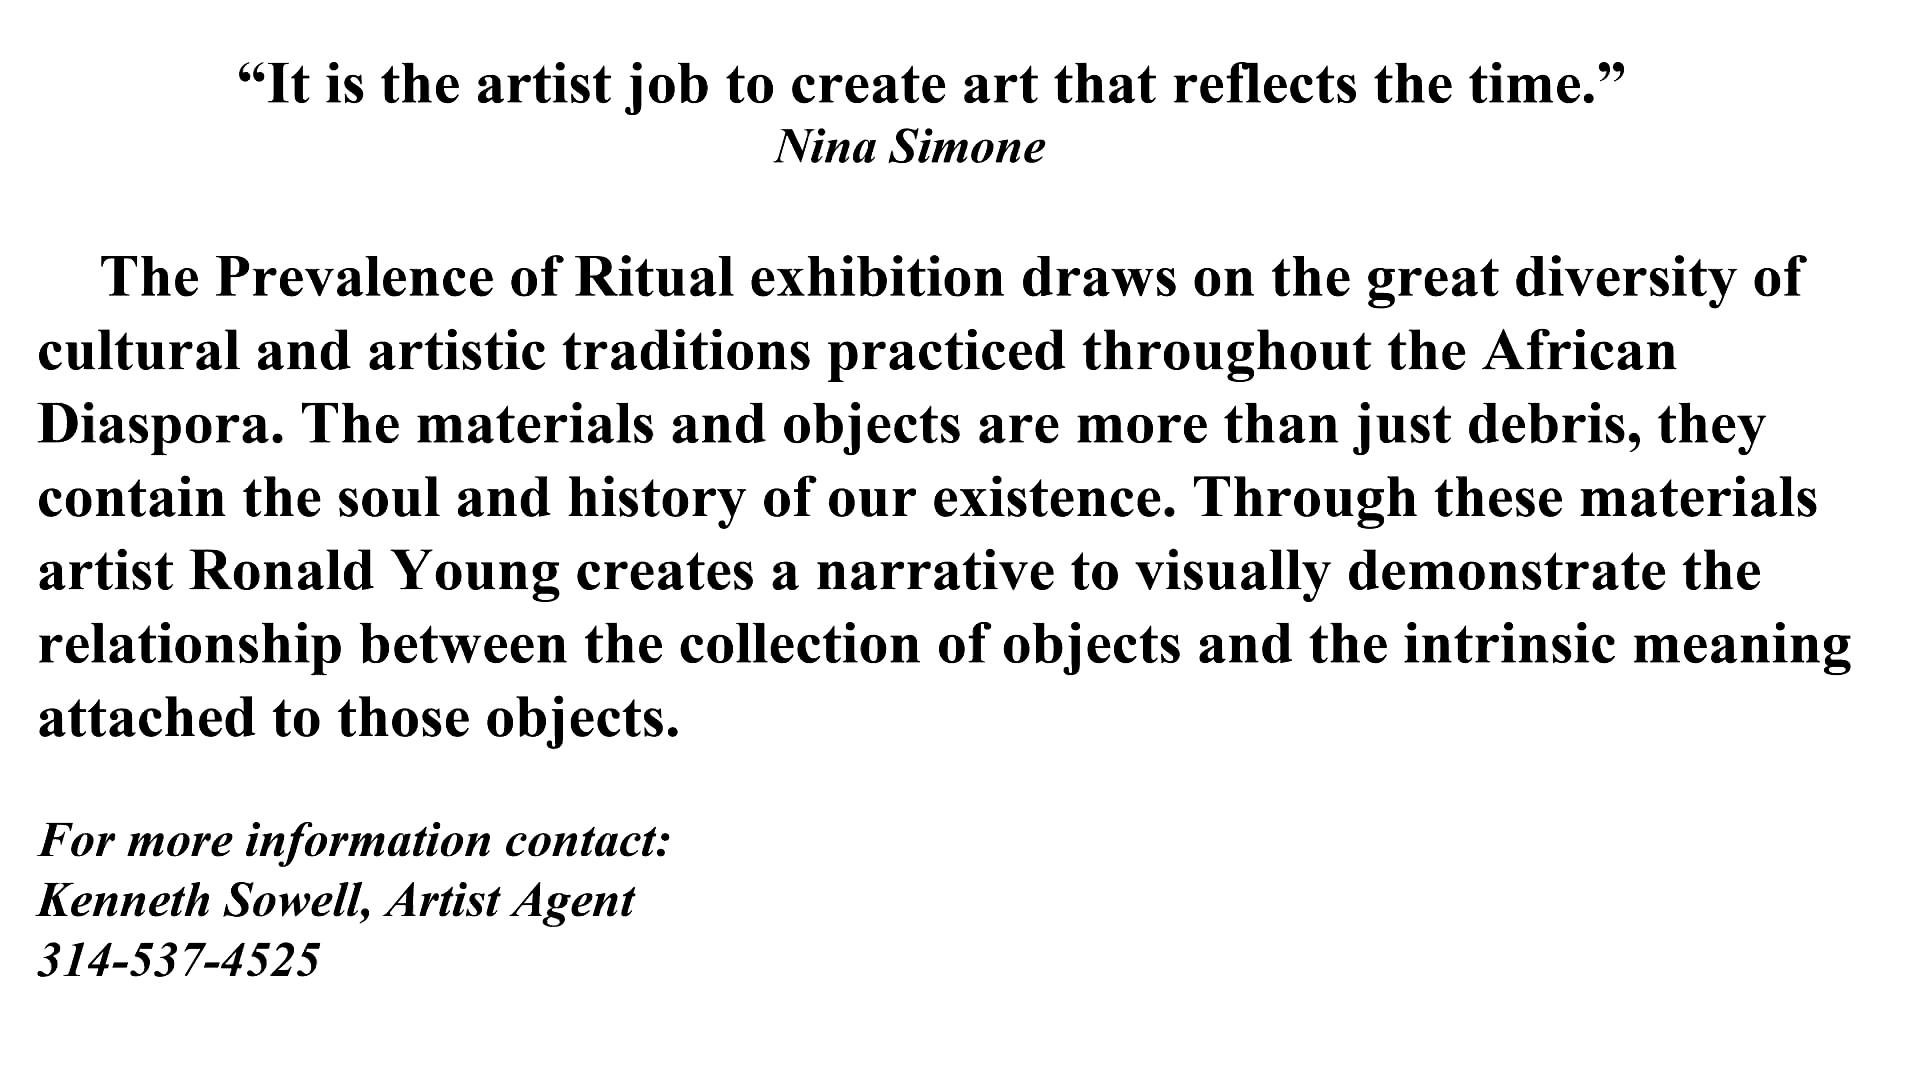 “It is the artist job to create art that reflects the time.”
Nina Simone
The Prevalence of Ritual exhibition draws on the great diversity of
cultural and artistic traditions practiced throughout the African
Diaspora. The materials and objects are more than just debris, they
contain the soul and history of our existence. Through these materials
artist Ronald Young creates a narrative to visually demonstrate the
relationship between the collection of objects and the intrinsic meaning
attached to those objects.
For more information contact:
Kenneth Sowell, Artist Agent
314-537-4525